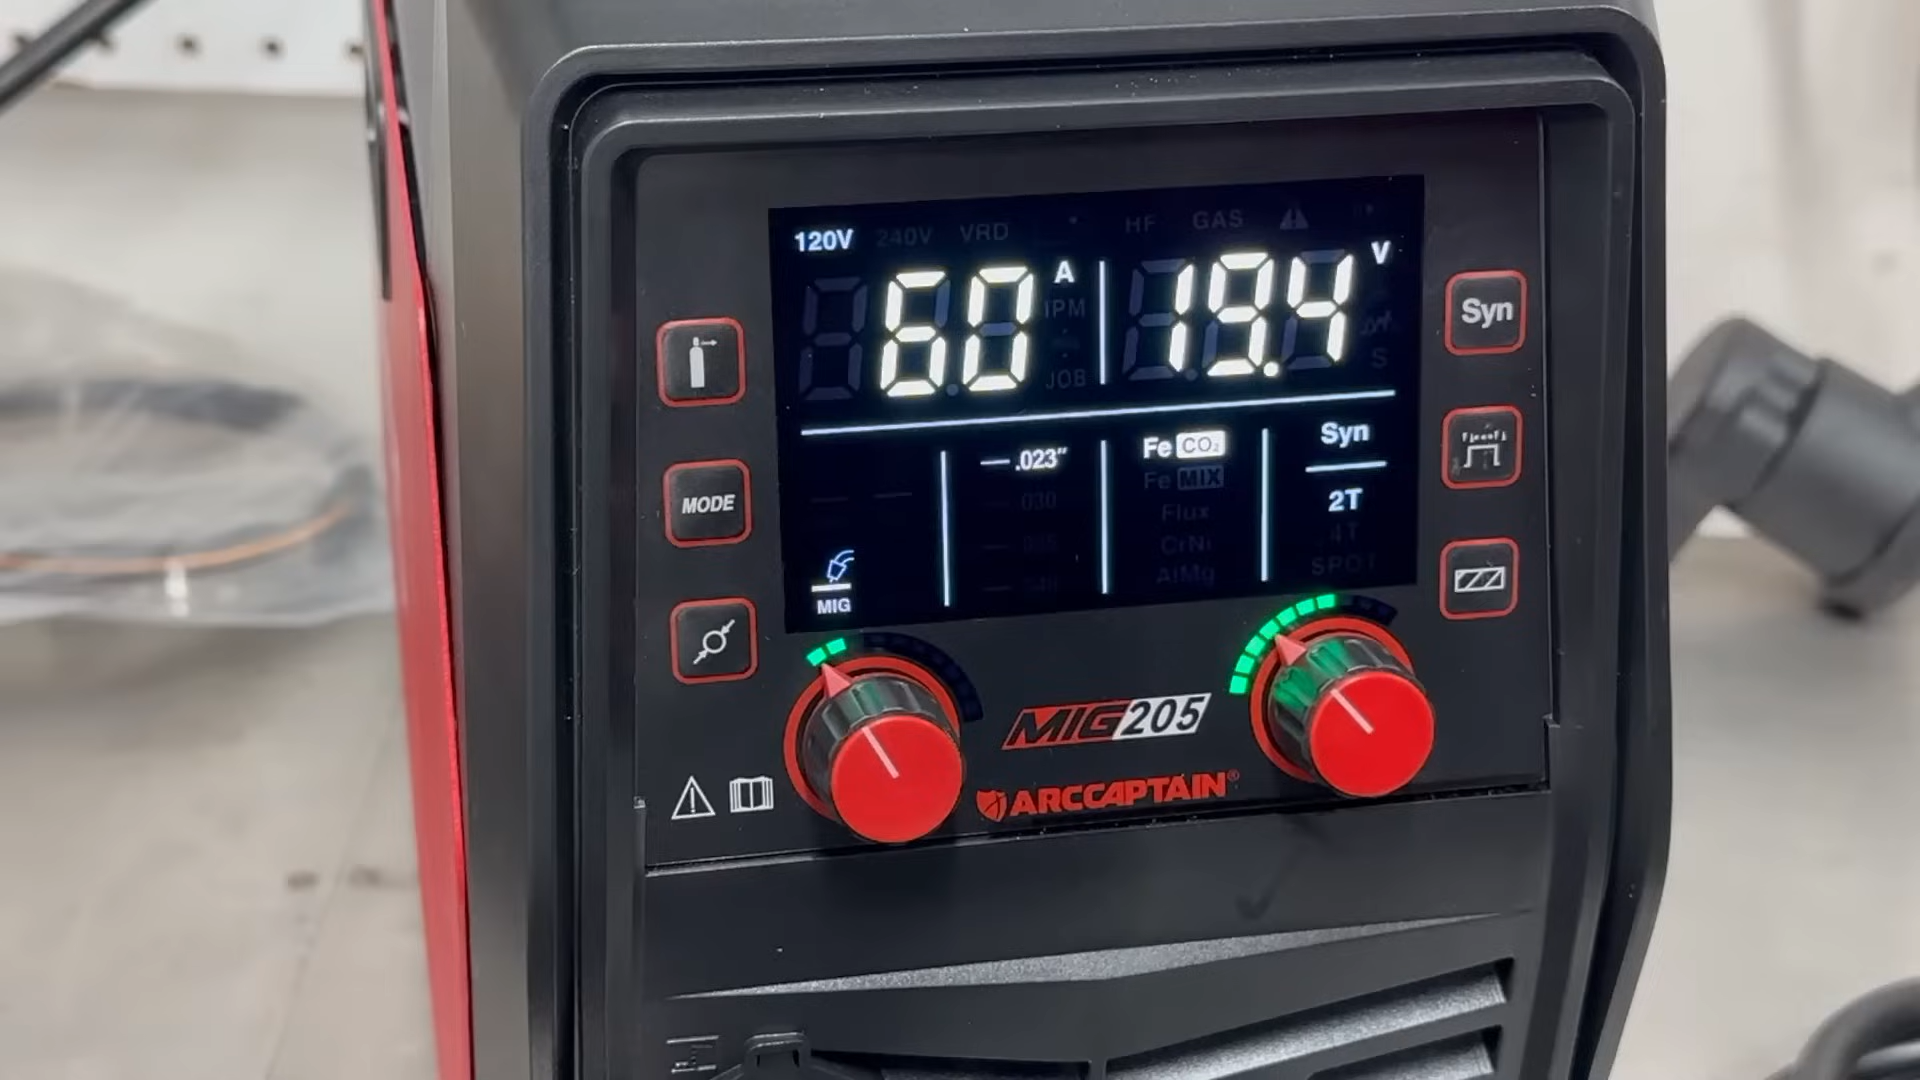 120V 240V VRD HF GAS
60 A 19.4 V
IPM
JOB
Syn
MODE
.023" Fe CO₂ Syn
030 Fe MIX 2T
Flux 4T
CrNi SPOT
AlMg
MIG
MIG205
ARCCAPTAIN®